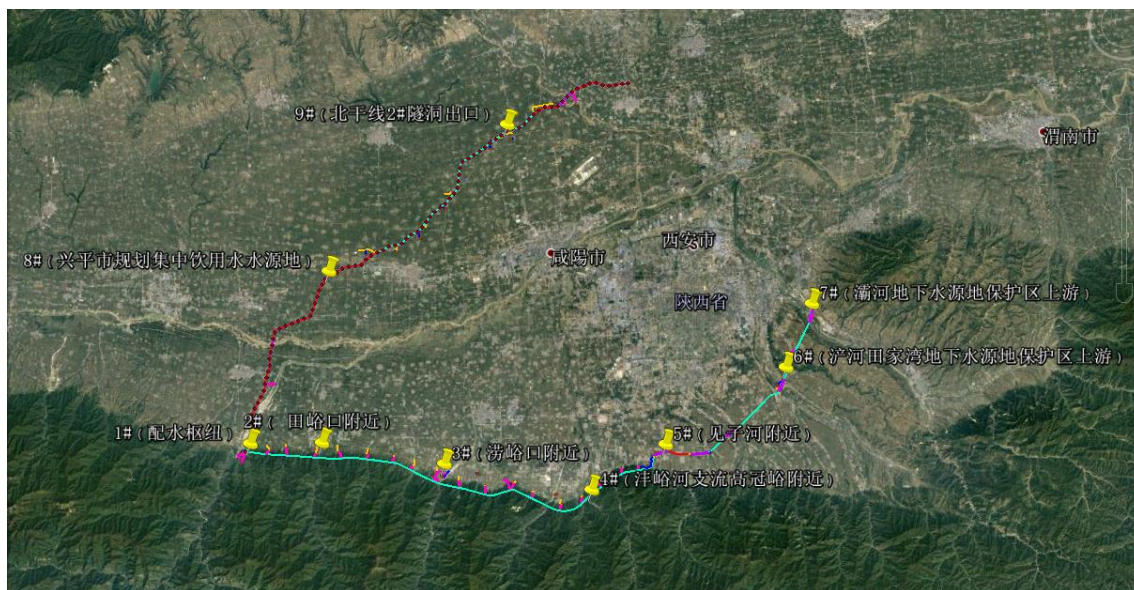 9#（北干线2#隧洞出口）
渭南市
西安市
咸陽市
8#（兴平市规划集中饮用水水源地）
陕西省
7#（灞河地下水源地保护区上游）
6#（浐河田家湾地下水源地保护区上游）
1#（配水枢纽）
2#（ 田峪口附近）
5#（见子河附近）
3#（涝峪口附近）
4#（沣峪河支流高冠峪附近）